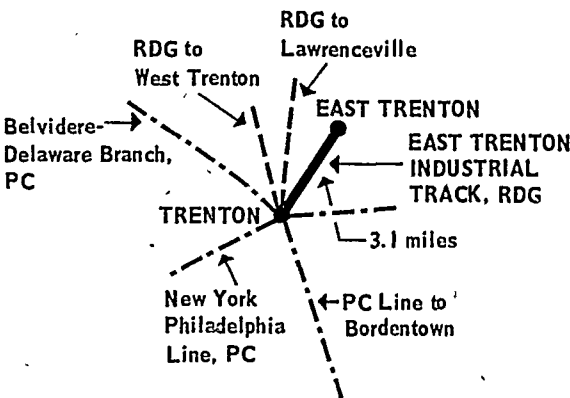 RDG to
Lawrenceville
RDG to
West Trenton
EAST TRENTON
Belvidere-
Delaware Branch,
PC
EAST TRENTON
INDUSTRIAL
TRACK, RDG
TRENTON
3.1 miles
New York
Philadelphia
Line, PC
PC Line to
Bordentown